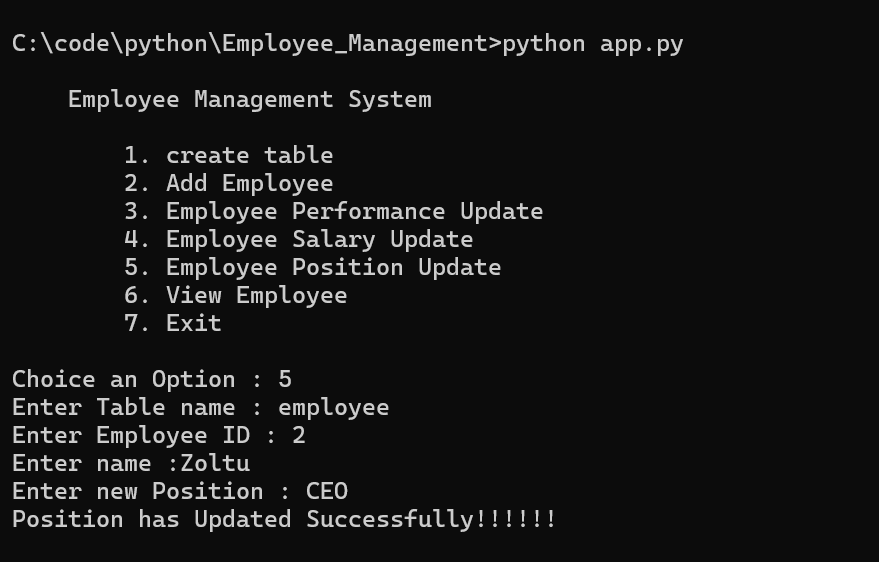 C:\code\python\Employee_Management>python app.py
Employee Management System
1. create table
2. Add Employee
3. Employee Performance Update
4. Employee Salary Update
5. Employee Position Update
6. View Employee
7. Exit
Choice an Option : 5
Enter Table name : employee
Enter Employee ID : 2
Enter name :Zoltu
Enter new Position : CEO
Position has Updated Successfully!!!!!!